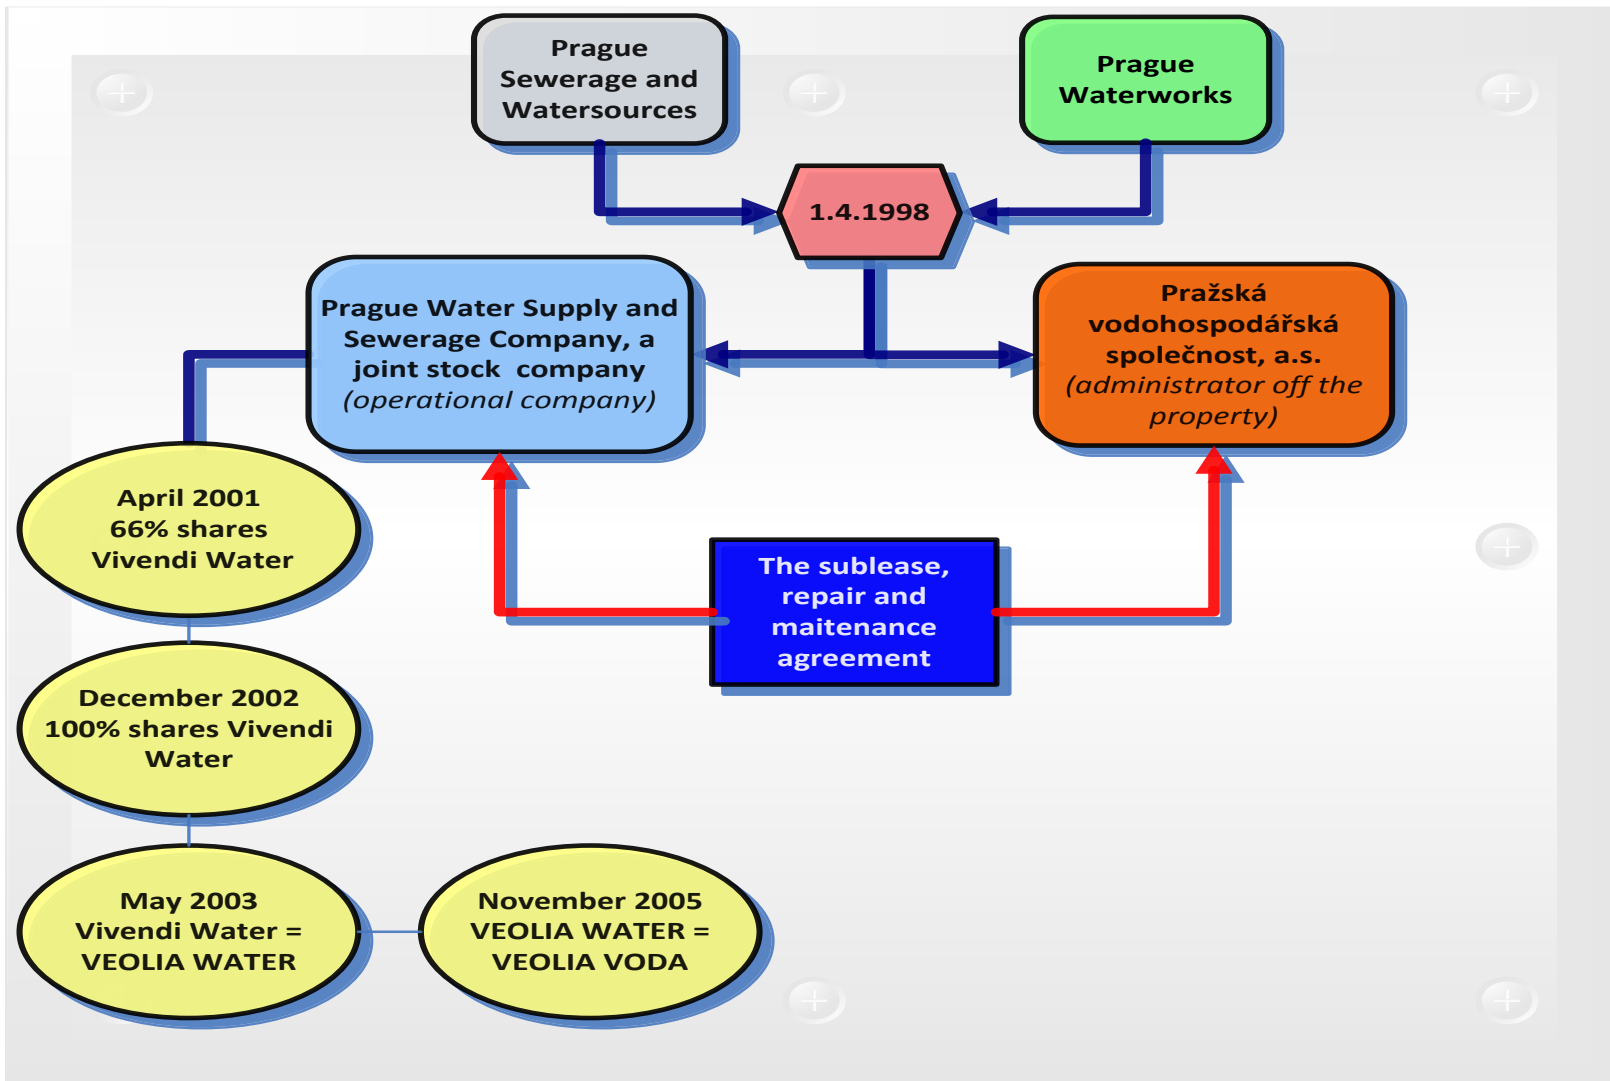 Prague
Sewerage and
Watersources
Prague
Waterworks
1.4.1998
Prague Water Supply and
Sewerage Company, a
joint stock company
(operational company)
Pražská
vodohospodářská
společnost, a.s.
(administrator off the
property)
April 2001
66% shares
Vivendi Water
The sublease,
repair and
maitenance
agreement
December 2002
100% shares Vivendi
Water
May 2003
Vivendi Water =
VEOLIA WATER
November 2005
VEOLIA WATER =
VEOLIA VODA